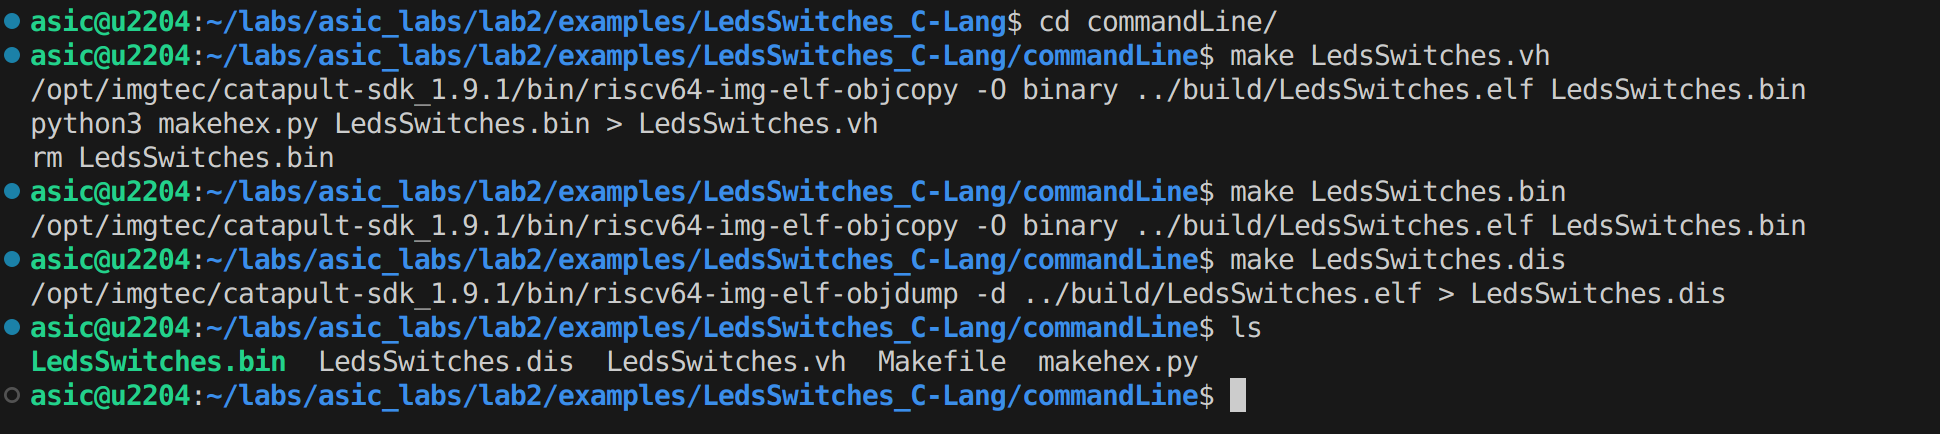 asic@u2204:~/labs/asic_labs/lab2/examples/LedsSwitches_C-Lang$ cd commandLine/
asic@u2204:~/labs/asic_labs/lab2/examples/LedsSwitches_C-Lang/commandLine$ make LedsSwitches.vh
/opt/imgtec/catapult-sdk_1.9.1/bin/riscv64-img-elf-objcopy -O binary ../build/LedsSwitches.elf LedsSwitches.bin
python3 makehex.py LedsSwitches.bin > LedsSwitches.vh
rm LedsSwitches.bin
asic@u2204:~/labs/asic_labs/lab2/examples/LedsSwitches_C-Lang/commandLine$ make LedsSwitches.bin
/opt/imgtec/catapult-sdk_1.9.1/bin/riscv64-img-elf-objcopy -O binary ../build/LedsSwitches.elf LedsSwitches.bin
asic@u2204:~/labs/asic_labs/lab2/examples/LedsSwitches_C-Lang/commandLine$ make LedsSwitches.dis
/opt/imgtec/catapult-sdk_1.9.1/bin/riscv64-img-elf-objdump -d ../build/LedsSwitches.elf > LedsSwitches.dis
asic@u2204:~/labs/asic_labs/lab2/examples/LedsSwitches_C-Lang/commandLine$ ls
LedsSwitches.bin  LedsSwitches.dis  LedsSwitches.vh  Makefile  makehex.py
asic@u2204:~/labs/asic_labs/lab2/examples/LedsSwitches_C-Lang/commandLine$